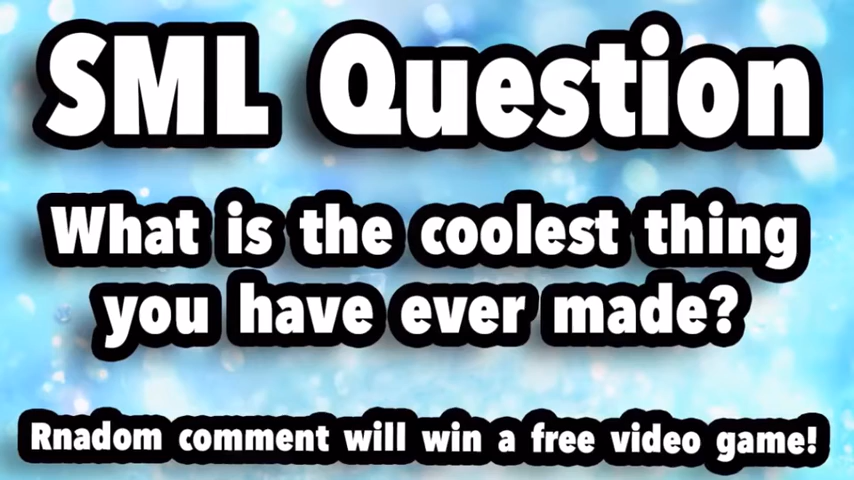 SML Question
What is the coolest thing
you have ever made?
Rnadom comment will win a free video game!